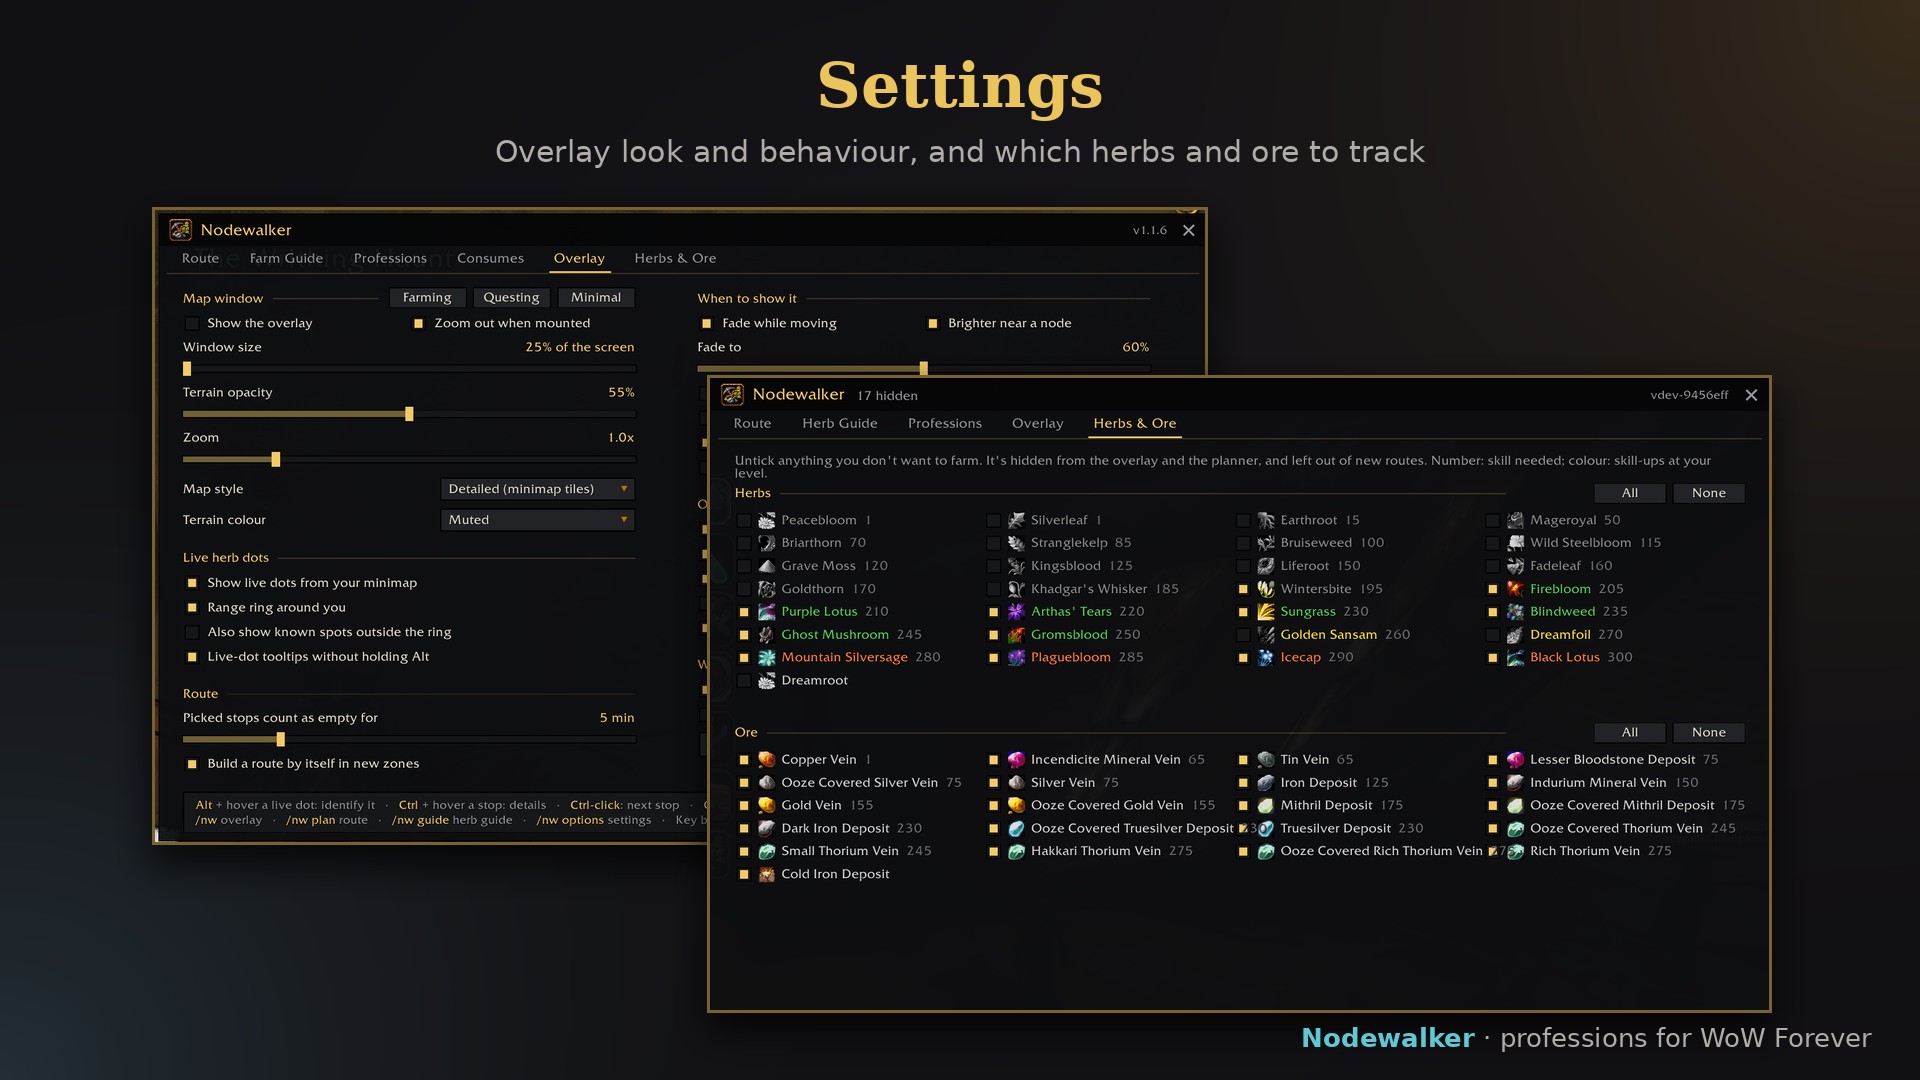 Settings
Overlay look and behaviour, and which herbs and ore to track
Nodewalker v1.1.6
Route Farm Guide Professions Consumes Overlay Herbs & Ore
Map window Farming Questing Minimal
Show the overlay Zoom out when mounted
Window size 25% of the screen
Terrain opacity 55%
Zoom 1.0x
Map style Detailed (minimap tiles)
Terrain colour Muted
Live herb dots
Show live dots from your minimap
Range ring around you
Also show known spots outside the ring
Live-dot tooltips without holding Alt
Route
Picked stops count as empty for 5 min
Build a route by itself in new zones
Alt + hover a live dot: identify it · Ctrl + hover a stop: details · Ctrl-click: next stop ·
/nw overlay · /nw plan route · /nw guide herb guide · /nw options settings · Key
When to show it
Fade while moving Brighter near a node
Fade to 60%
Nodewalker 17 hidden vdev-9456eff
Route Herb Guide Professions Overlay Herbs & Ore
Untick anything you don't want to farm. It's hidden from the overlay and the planner, and left out of new routes. Number: skill needed; colour: skill-ups at your
level.
Herbs All None
Peacebloom 1 Silverleaf 1 Earthroot 15 Mageroyal 50
Briarthorn 70 Stranglekelp 85 Bruiseweed 100 Wild Steelbloom 115
Grave Moss 120 Kingsblood 125 Liferoot 150 Fadeleaf 160
Goldthorn 170 Khadgar's Whisker 185 Wintersbite 195 Firebloom 205
Purple Lotus 210 Arthas' Tears 220 Sungrass 230 Blindweed 235
Ghost Mushroom 245 Gromsblood 250 Golden Sansam 260 Dreamfoil 270
Mountain Silversage 280 Plaguebloom 285 Icecap 290 Black Lotus 300
Dreamroot
Ore All None
Copper Vein 1 Incendicite Mineral Vein 65 Tin Vein 65 Lesser Bloodstone Deposit 75
Ooze Covered Silver Vein 75 Silver Vein 75 Iron Deposit 125 Indurium Mineral Vein 150
Gold Vein 155 Ooze Covered Gold Vein 155 Mithril Deposit 175 Ooze Covered Mithril Deposit 175
Dark Iron Deposit 230 Ooze Covered Truesilver Deposit Truesilver Deposit 230 Ooze Covered Thorium Vein 245
Small Thorium Vein 245 Hakkari Thorium Vein 275 Ooze Covered Rich Thorium Vein Rich Thorium Vein 275
Cold Iron Deposit
Nodewalker · professions for WoW Forever